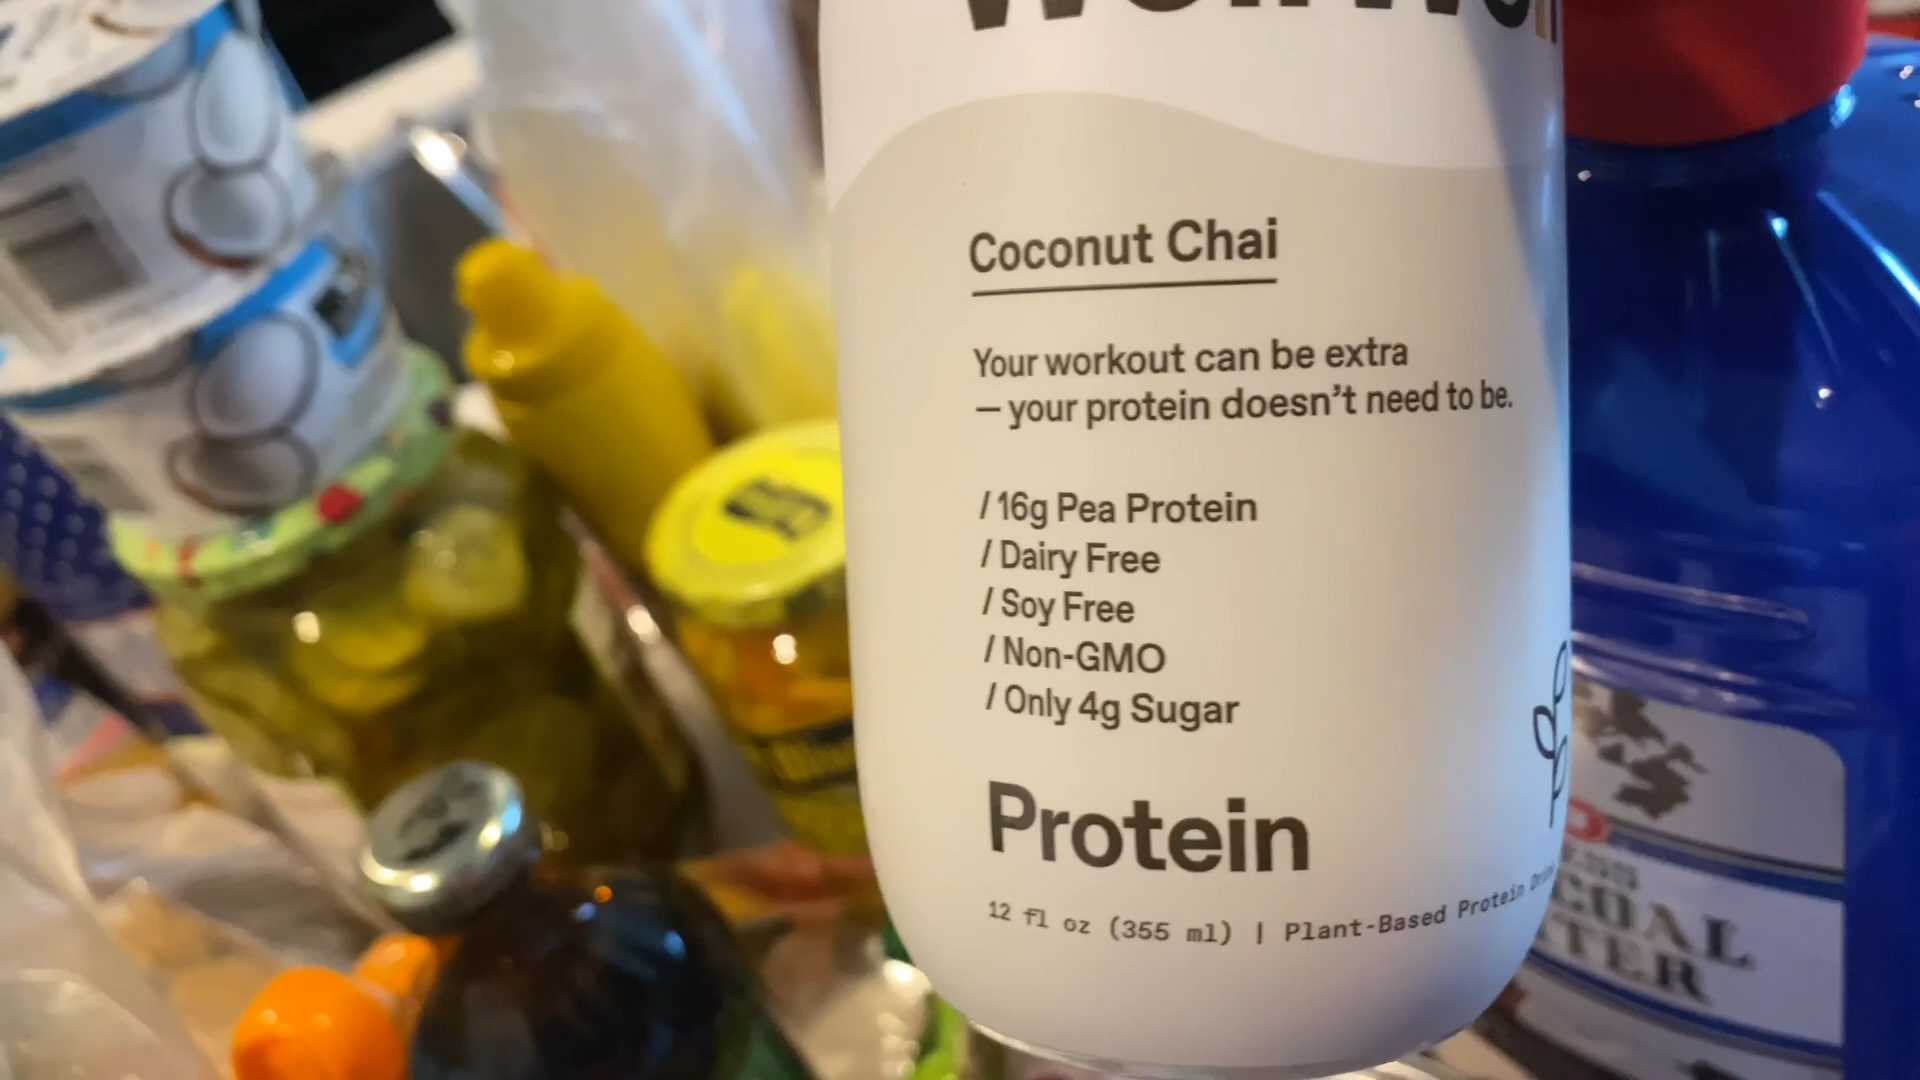 Coconut Chai
Your workout can be extra
– your protein doesn't need to be.
/ 16g Pea Protein
/ Dairy Free
/ Soy Free
/ Non-GMO
/ Only 4g Sugar
Protein
12 fl oz (355 ml) | Plant-Based Protein Drink